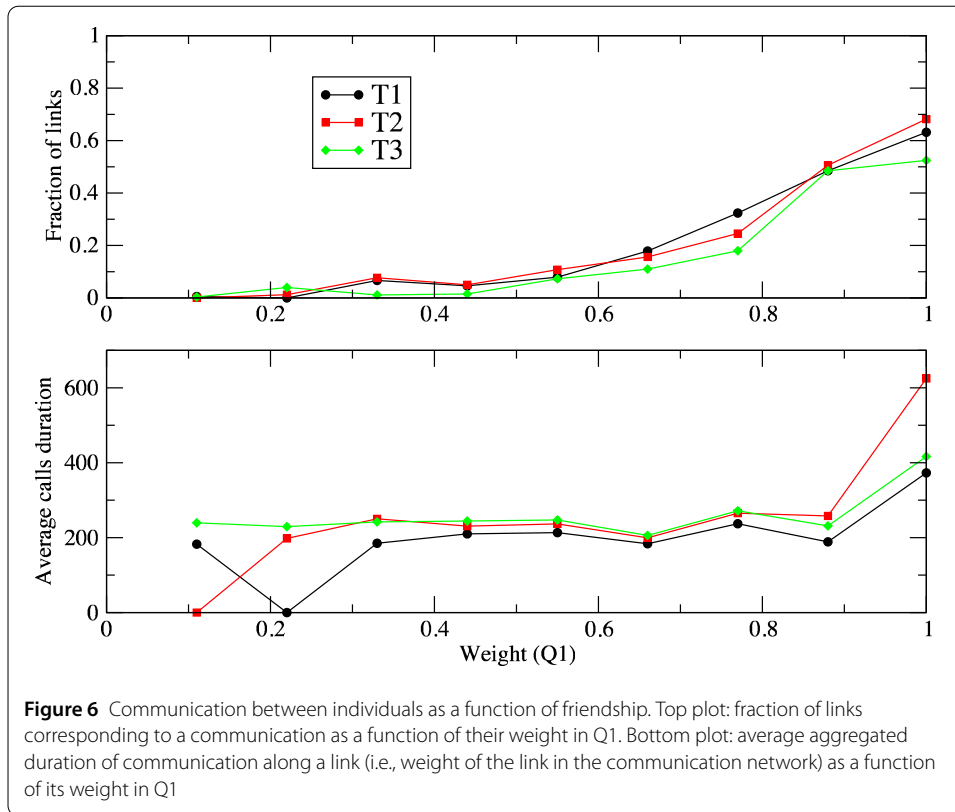 1
0.8
0.6
0.4
0.2
0
Fraction of links
T1
T2
T3
0 0.2 0.4 0.6 0.8 1
600
400
200
0
Average calls duration
0 0.2 0.4 0.6 0.8 1
Weight (Q1)
Figure 6 Communication between individuals as a function of friendship. Top plot: fraction of links
corresponding to a communication as a function of their weight in Q1. Bottom plot: average aggregated
duration of communication along a link (i.e., weight of the link in the communication network) as a function
of its weight in Q1